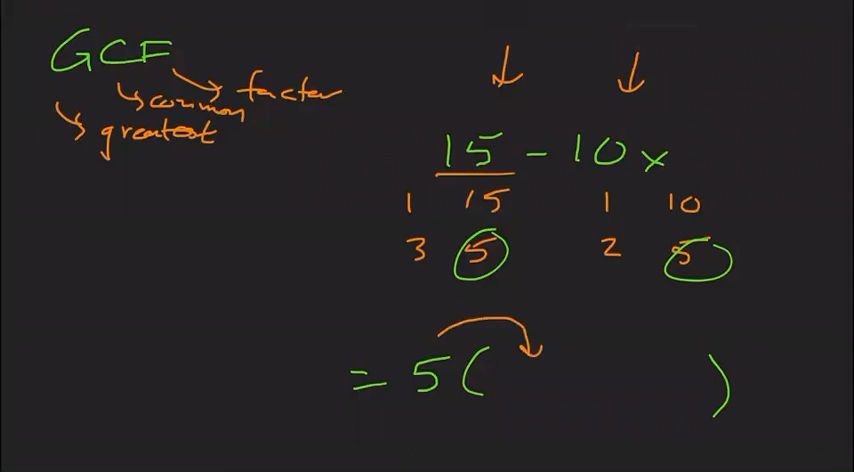 GCF
factor
common
greatest
15 - 10x
1 15 1 10
3 5 2 5
= 5( )